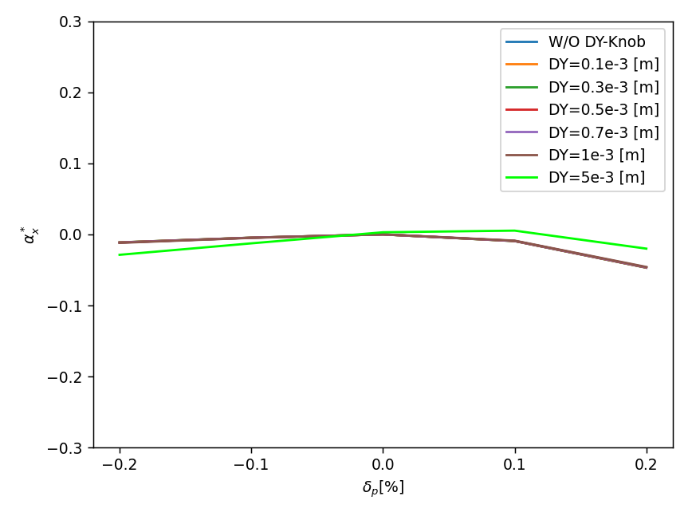 0.3
0.2
0.1
0.0
−0.1
−0.2
−0.3
α*x
W/O DY-Knob
DY=0.1e-3 [m]
DY=0.3e-3 [m]
DY=0.5e-3 [m]
DY=0.7e-3 [m]
DY=1e-3 [m]
DY=5e-3 [m]
−0.2 −0.1 0.0 0.1 0.2
δp[%]